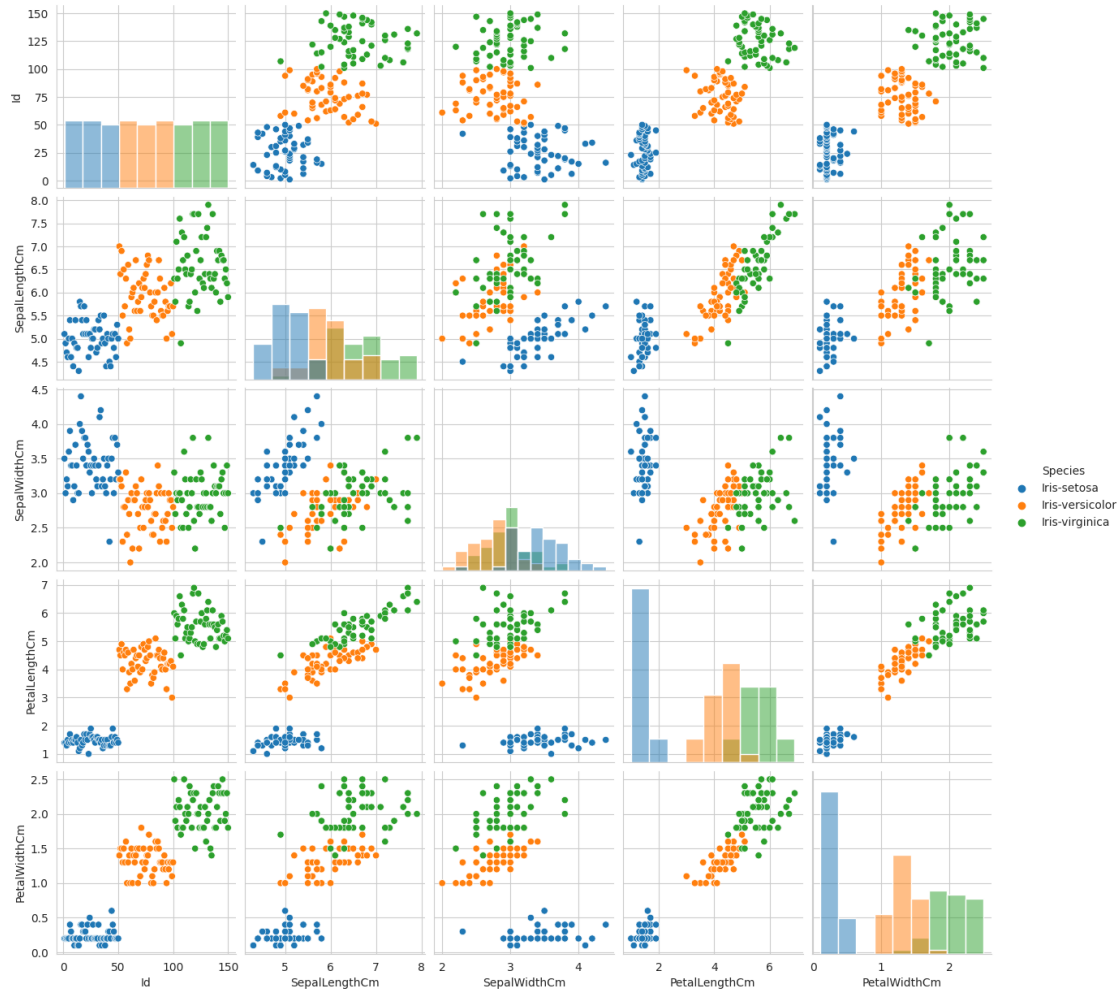 150
125
100
75
50
25
0
Id
8.0
7.5
7.0
6.5
6.0
5.5
5.0
4.5
SepalLengthCm
4.5
4.0
3.5
3.0
2.5
2.0
SepalWidthCm
Species
Iris-setosa
Iris-versicolor
Iris-virginica
7
6
5
4
3
2
1
PetalLengthCm
2.5
2.0
1.5
1.0
0.5
0.0
PetalWidthCm
0 50 100 150
Id
5 6 7 8
SepalLengthCm
2 3 4
SepalWidthCm
2 4 6
PetalLengthCm
0 1 2
PetalWidthCm